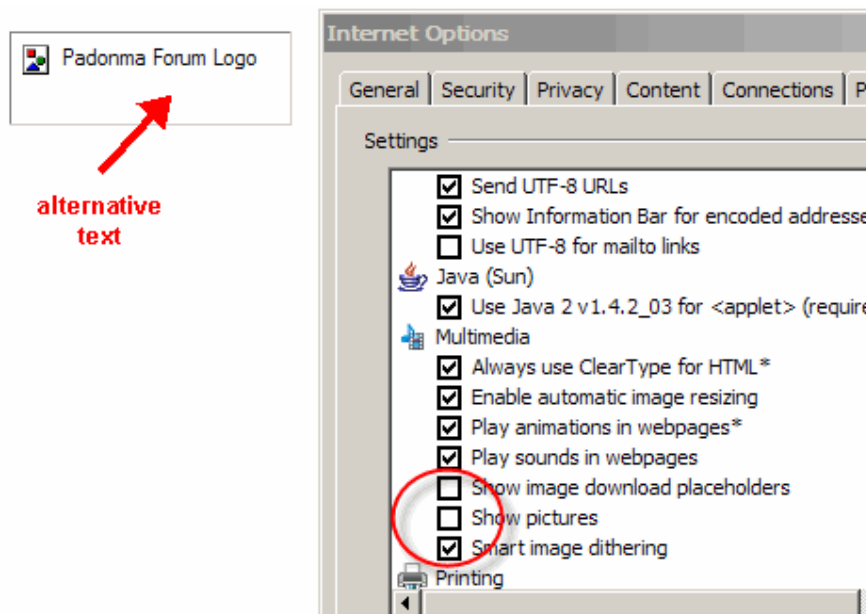 Padonma Forum Logo
alternative
text
Internet Options
General Security Privacy Content Connections P
Settings
Send UTF-8 URLs
Show Information Bar for encoded addresse
Use UTF-8 for mailto links
Java (Sun)
Use Java 2 v1.4.2_03 for <applet> (require
Multimedia
Always use ClearType for HTML*
Enable automatic image resizing
Play animations in webpages*
Play sounds in webpages
Show image download placeholders
Show pictures
Smart image dithering
Printing